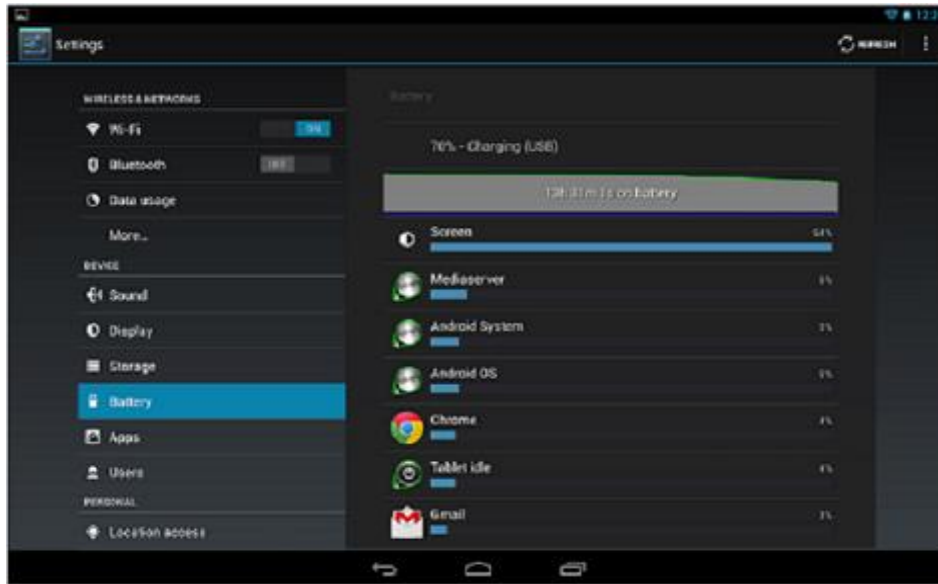 Settings
REFRESH
WIRELESS & NETWORKS
Wi-Fi
ON
Bluetooth
OFF
Data usage
More...
DEVICE
Sound
Display
Storage
Battery
Apps
Users
PERSONAL
Location access
Battery
- Charging (USB)
on battery
Screen
Mediaserver
Android System
Android OS
Chrome
Tablet idle
Gmail